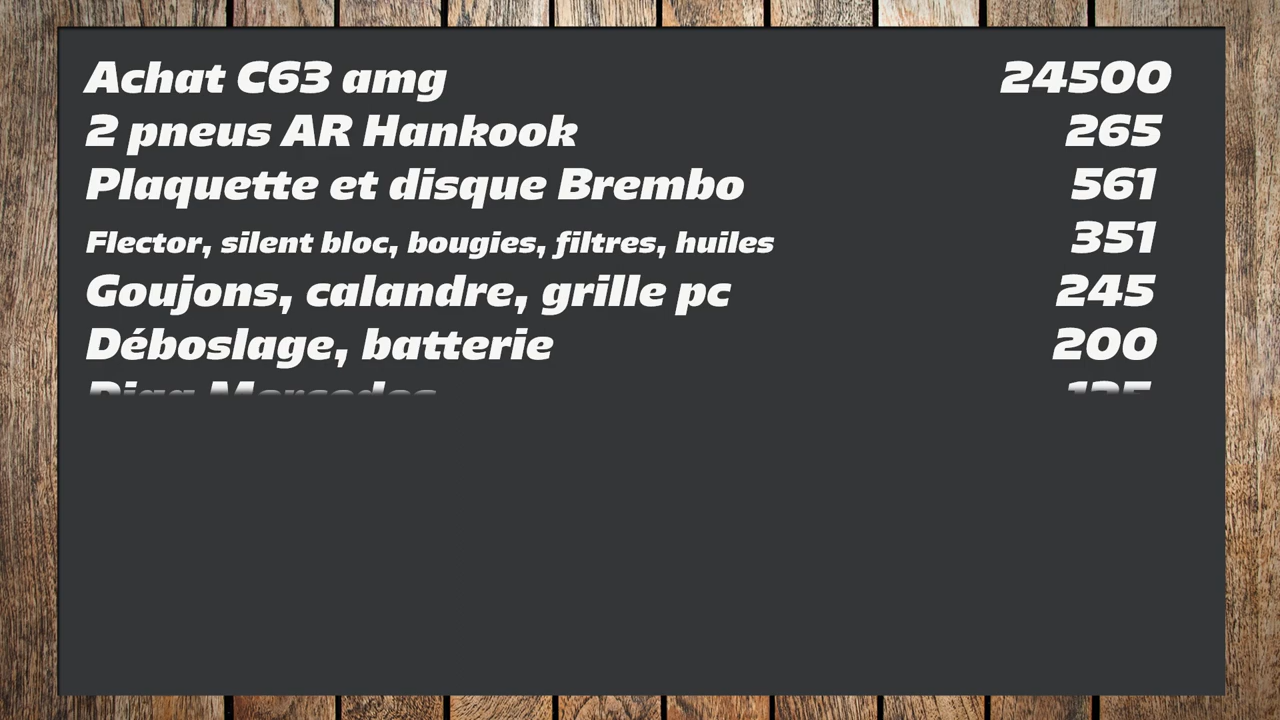 Achat C63 amg 24500
2 pneus AR Hankook 265
Plaquette et disque Brembo 561
Flector, silent bloc, bougies, filtres, huiles 351
Goujons, calandre, grille pc 245
Déboslage, batterie 200
Mercedes